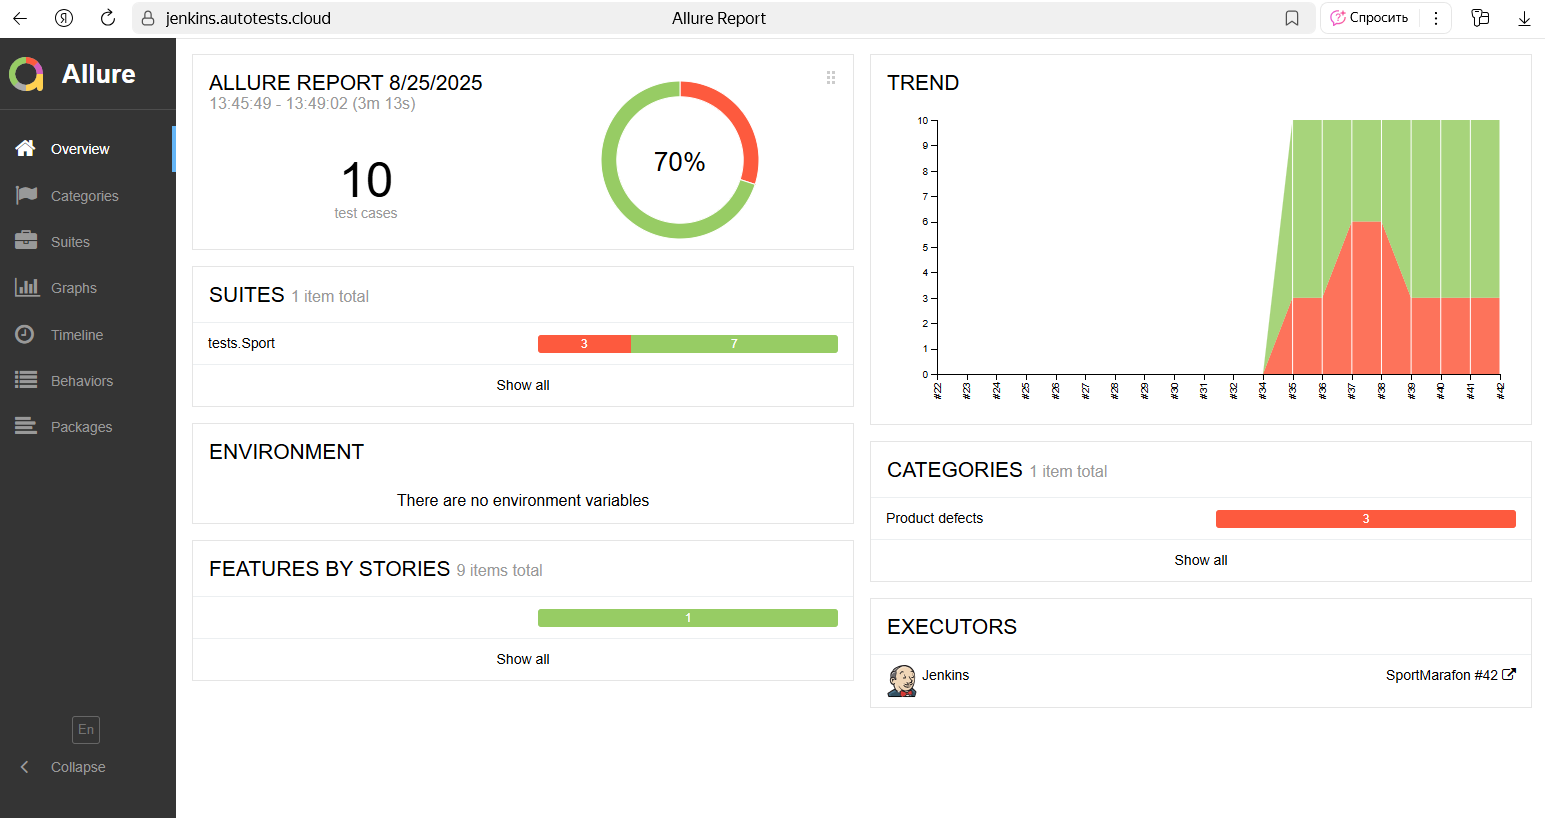 jenkins.autotests.cloud
Allure Report
Спросить
Allure
Overview
Categories
Suites
Graphs
Timeline
Behaviors
Packages
En
Collapse
ALLURE REPORT 8/25/2025
13:45:49 - 13:49:02 (3m 13s)
10
test cases
70%
SUITES 1 item total
tests.Sport 3 7
Show all
ENVIRONMENT
There are no environment variables
FEATURES BY STORIES 9 items total
1
Show all
TREND
10
9
8
7
6
5
4
3
2
1
0
#22 #23 #24 #25 #26 #27 #28 #29 #30 #31 #32 #34 #35 #36 #37 #38 #39 #40 #41 #42
CATEGORIES 1 item total
Product defects 3
Show all
EXECUTORS
Jenkins SportMarafon #42